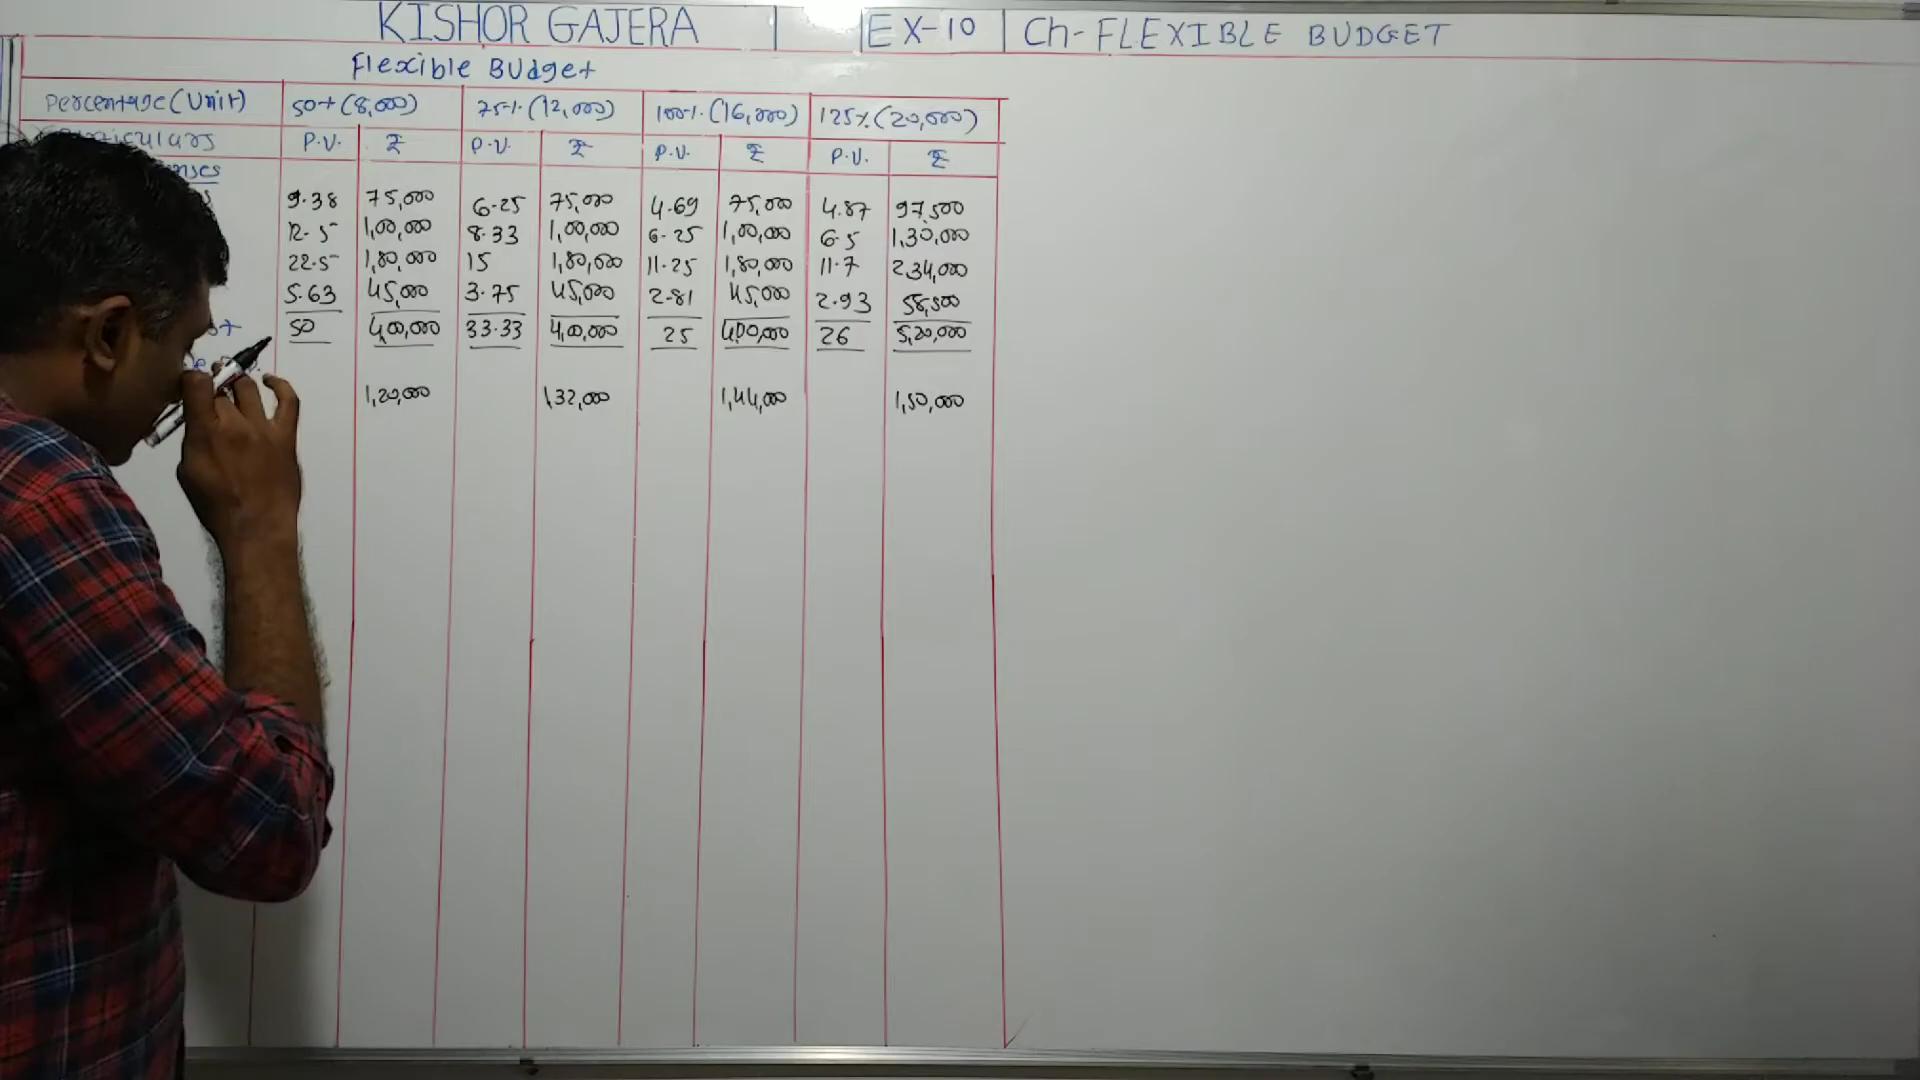 KISHOR GAJERA EX-10 Ch- FLEXIBLE BUDGET
Flexible BUdget
Percentage(Unit) 50%(8,000) 75%(12,000) 100%(16,000) 125%(20,000)
P.U. ₹ P.U. ₹ P.U. ₹ P.U. ₹
9.38 75,000 6.25 75,000 4.69 75,000 4.87 97,500
12.5 1,00,000 8.33 1,00,000 6.25 1,00,000 6.5 1,30,000
22.5 1,80,000 15 1,80,000 11.25 1,80,000 11.7 2,34,000
5.63 45,000 3.75 45,000 2.81 45,000 2.93 58,500
50 4,00,000 33.33 4,00,000 25 4,00,000 26 5,20,000
1,20,000 1,32,000 1,44,000 1,50,000